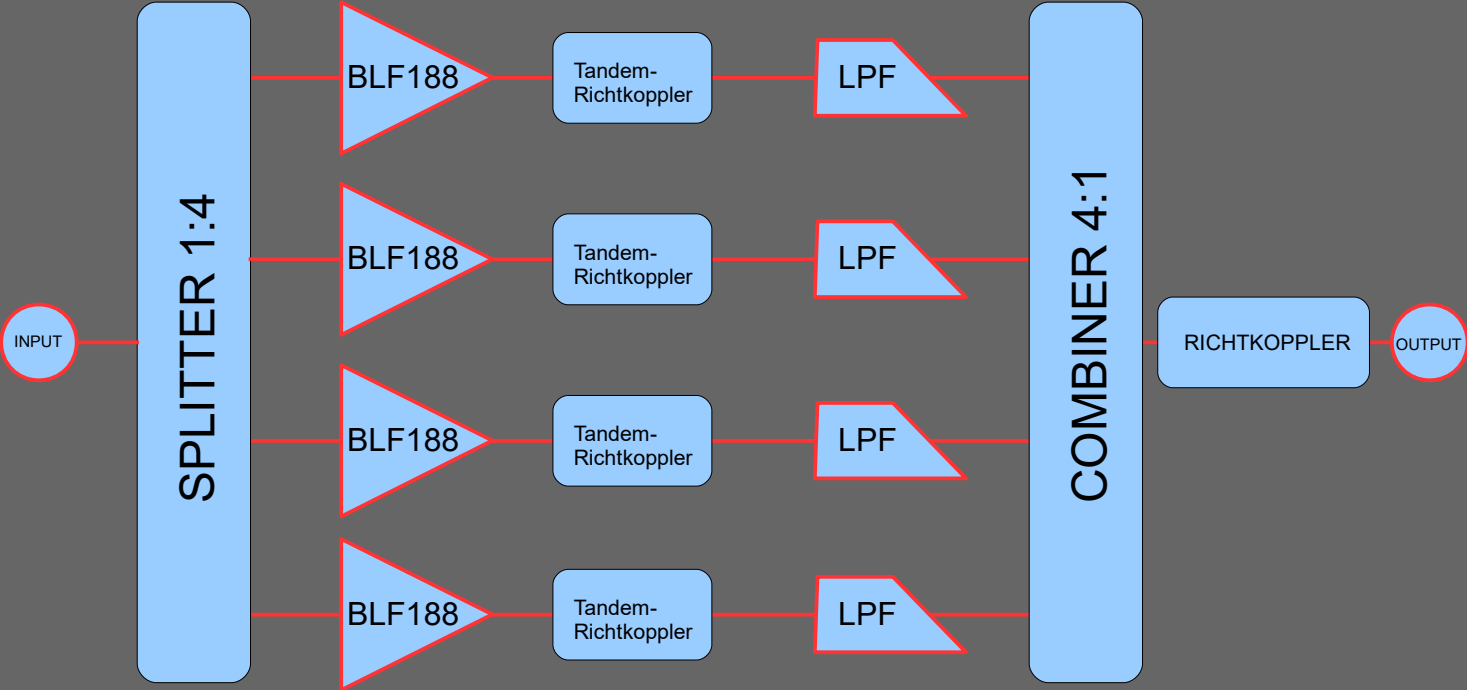 INPUT
SPLITTER 1:4
BLF188
Tandem-
Richtkoppler
LPF
BLF188
Tandem-
Richtkoppler
LPF
BLF188
Tandem-
Richtkoppler
LPF
BLF188
Tandem-
Richtkoppler
LPF
COMBINER 4:1
RICHTKOPPLER
OUTPUT